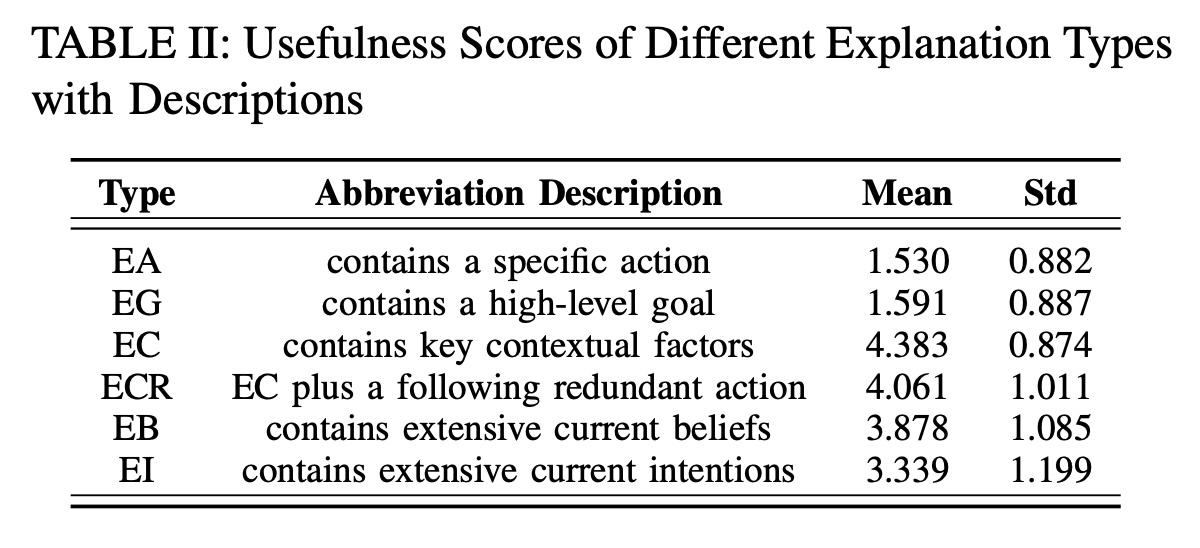 TABLE II: Usefulness Scores of Different Explanation Types
with Descriptions
Type Abbreviation Description Mean Std
EA contains a specific action 1.530 0.882
EG contains a high-level goal 1.591 0.887
EC contains key contextual factors 4.383 0.874
ECR EC plus a following redundant action 4.061 1.011
EB contains extensive current beliefs 3.878 1.085
EI contains extensive current intentions 3.339 1.199